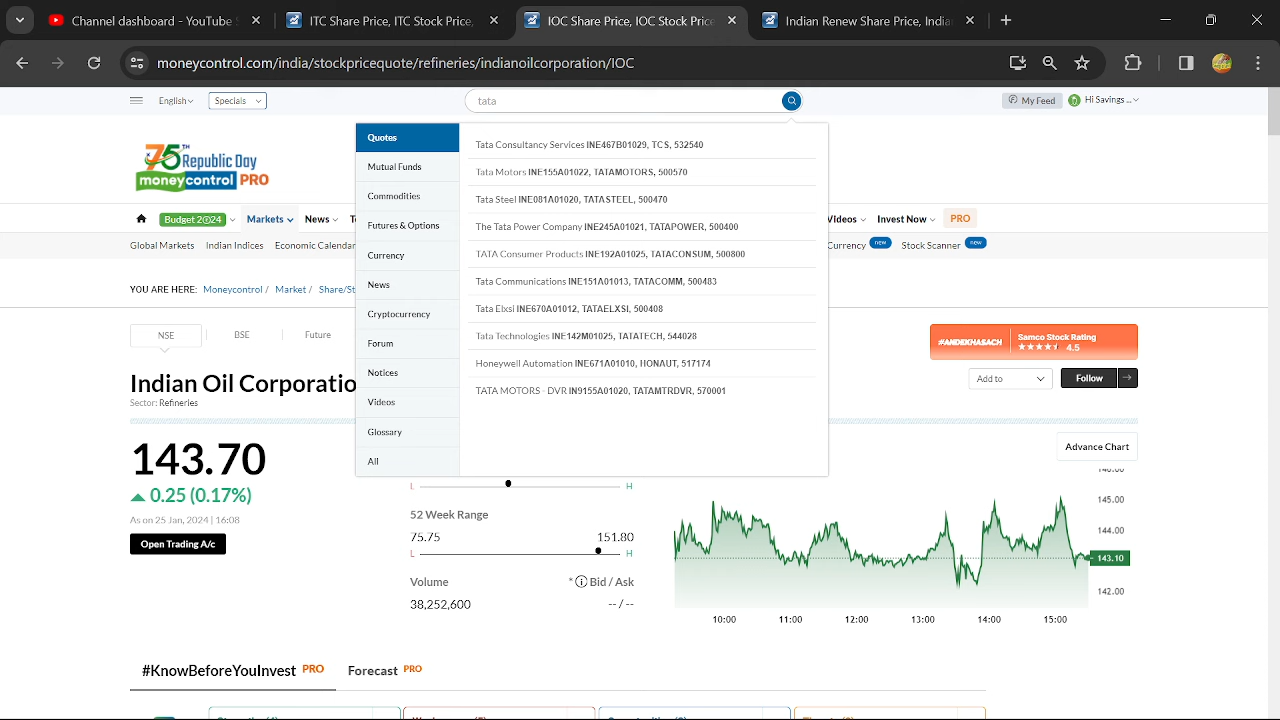 Channel dashboard - YouTube S
ITC Share Price, ITC Stock Price,
IOC Share Price, IOC Stock Price
Indian Renew Share Price, India
moneycontrol.com/india/stockpricequote/refineries/indianoilcorporation/IOC
English
Specials
tata
My Feed
Hi Savings ...
75TH Republic Day
moneycontrol PRO
Quotes
Mutual Funds
Commodities
Futures & Options
Currency
News
Cryptocurrency
Forum
Notices
Videos
Glossary
All
Tata Consultancy Services INE467B01029, TCS, 532540
Tata Motors INE155A01022, TATAMOTORS, 500570
Tata Steel INE081A01020, TATASTEEL, 500470
The Tata Power Company INE245A01021, TATAPOWER, 500400
TATA Consumer Products INE192A01025, TATACONSUM, 500800
Tata Communications INE151A01013, TATACOMM, 500483
Tata Elxsi INE670A01012, TATAELXSI, 500408
Tata Technologies INE142M01025, TATATECH, 544028
Honeywell Automation INE671A01010, HONAUT, 517174
TATA MOTORS - DVR IN9155A01020, TATAMTRDVR, 570001
Budget 2024
Markets
News
Videos
Invest Now
PRO
Global Markets
Indian Indices
Economic Calendar
Currency new
Stock Scanner new
YOU ARE HERE: Moneycontrol / Market / Share/St
NSE
BSE
Future
#ANDEKHASACH
Samco Stock Rating
4.5
Indian Oil Corporatio
Sector: Refineries
Add to
Follow
143.70
0.25 (0.17%)
As on 25 Jan, 2024 | 16:08
Open Trading A/c
Advance Chart
L H
52 Week Range
75.75 151.80
L H
Volume
* Bid / Ask
38,252,600
-- / --
146.00
145.00
144.00
143.10
142.00
10:00 11:00 12:00 13:00 14:00 15:00
#KnowBeforeYouInvest PRO
Forecast PRO